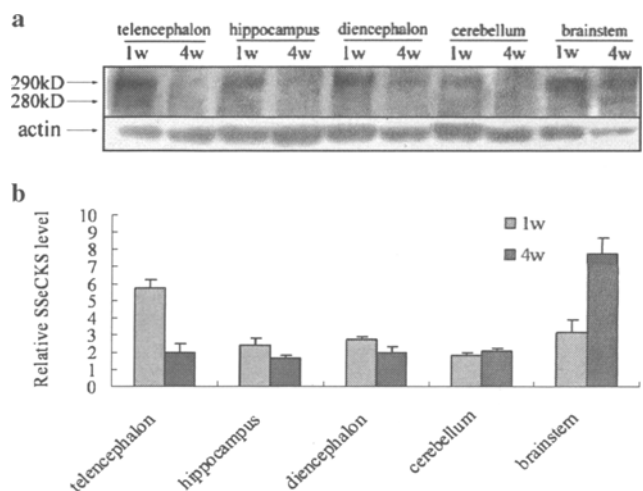 a
telencephalon hippocampus diencephalon cerebellum brainstem
1w 4w 1w 4w 1w 4w 1w 4w 1w 4w
290kD
280kD
actin
b
Relative SSeCKS level
10
9
8
7
6
5
4
3
2
1
0
1w
4w
telencephalon
hippocampus
diencephalon
cerebellum
brainstem